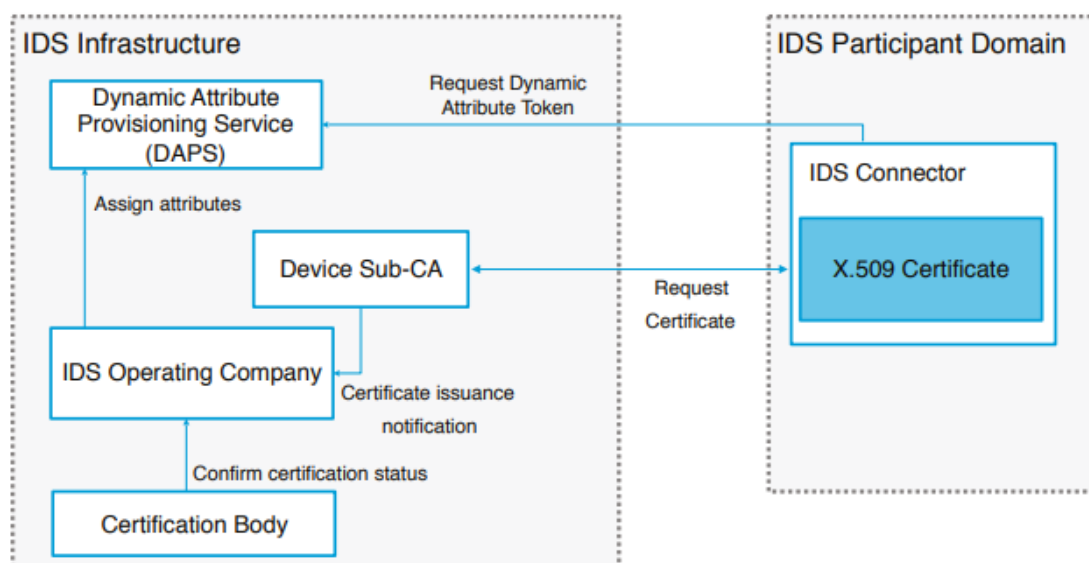 IDS Infrastructure
IDS Participant Domain
Request Dynamic
Attribute Token
Dynamic Attribute
Provisioning Service
(DAPS)
IDS Connector
Assign attributes
Device Sub-CA
X.509 Certificate
Request
Certificate
IDS Operating Company
Certificate issuance
notification
Confirm certification status
Certification Body